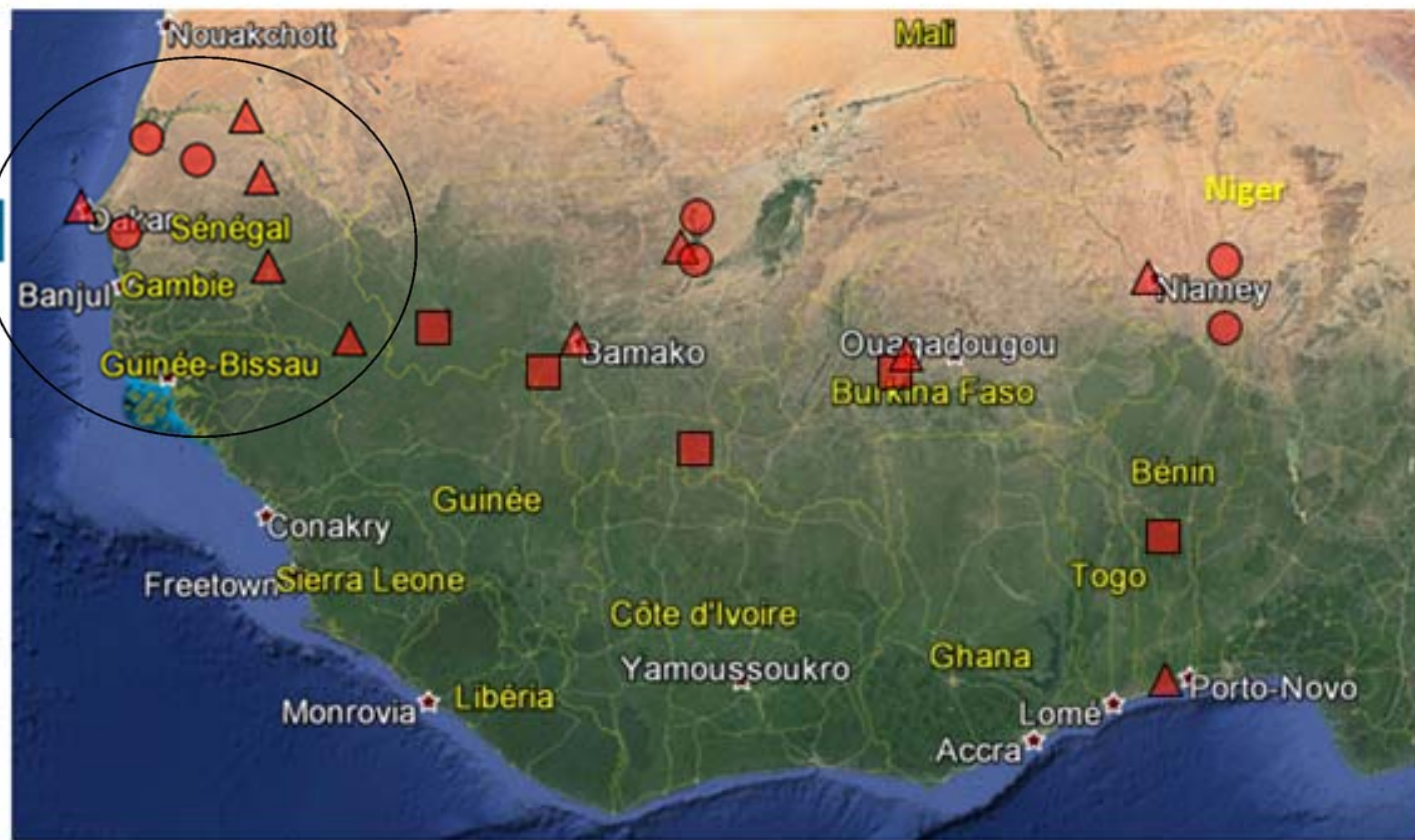 Nouakchott
Mali
Niger
Dakar
Sénégal
Banjul
Gambie
Niamey
Bamako
Ouagadougou
Guinée-Bissau
Burkina Faso
Bénin
Guinée
Conakry
Freetown
Sierra Leone
Togo
Côte d'Ivoire
Ghana
Yamoussoukro
Libéria
Porto-Novo
Monrovia
Lomé
Accra